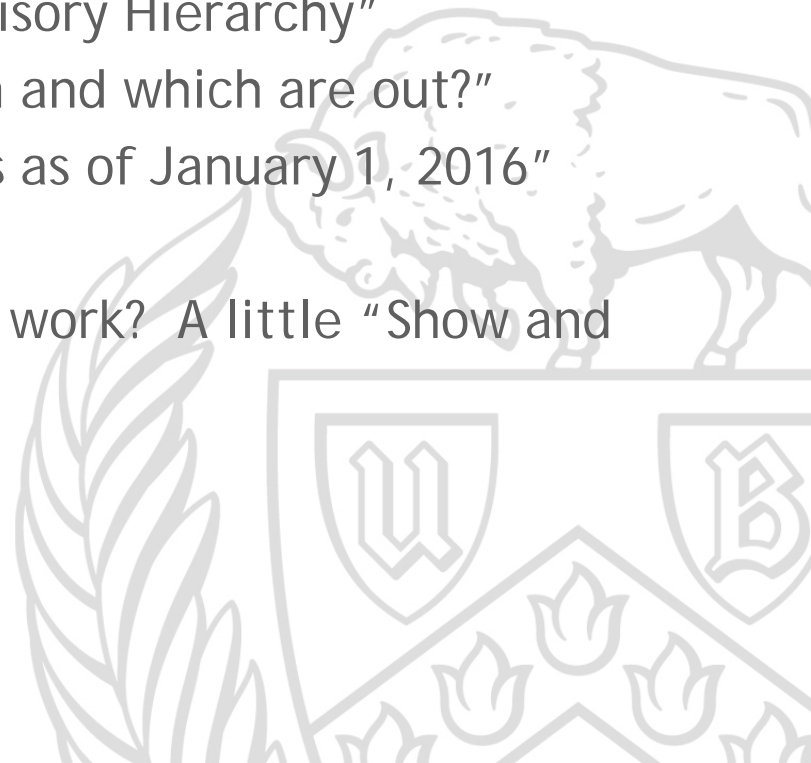 isory Hierarchy”
and which are out?”
s as of January 1, 2016”
work?  A little “Show and
U B